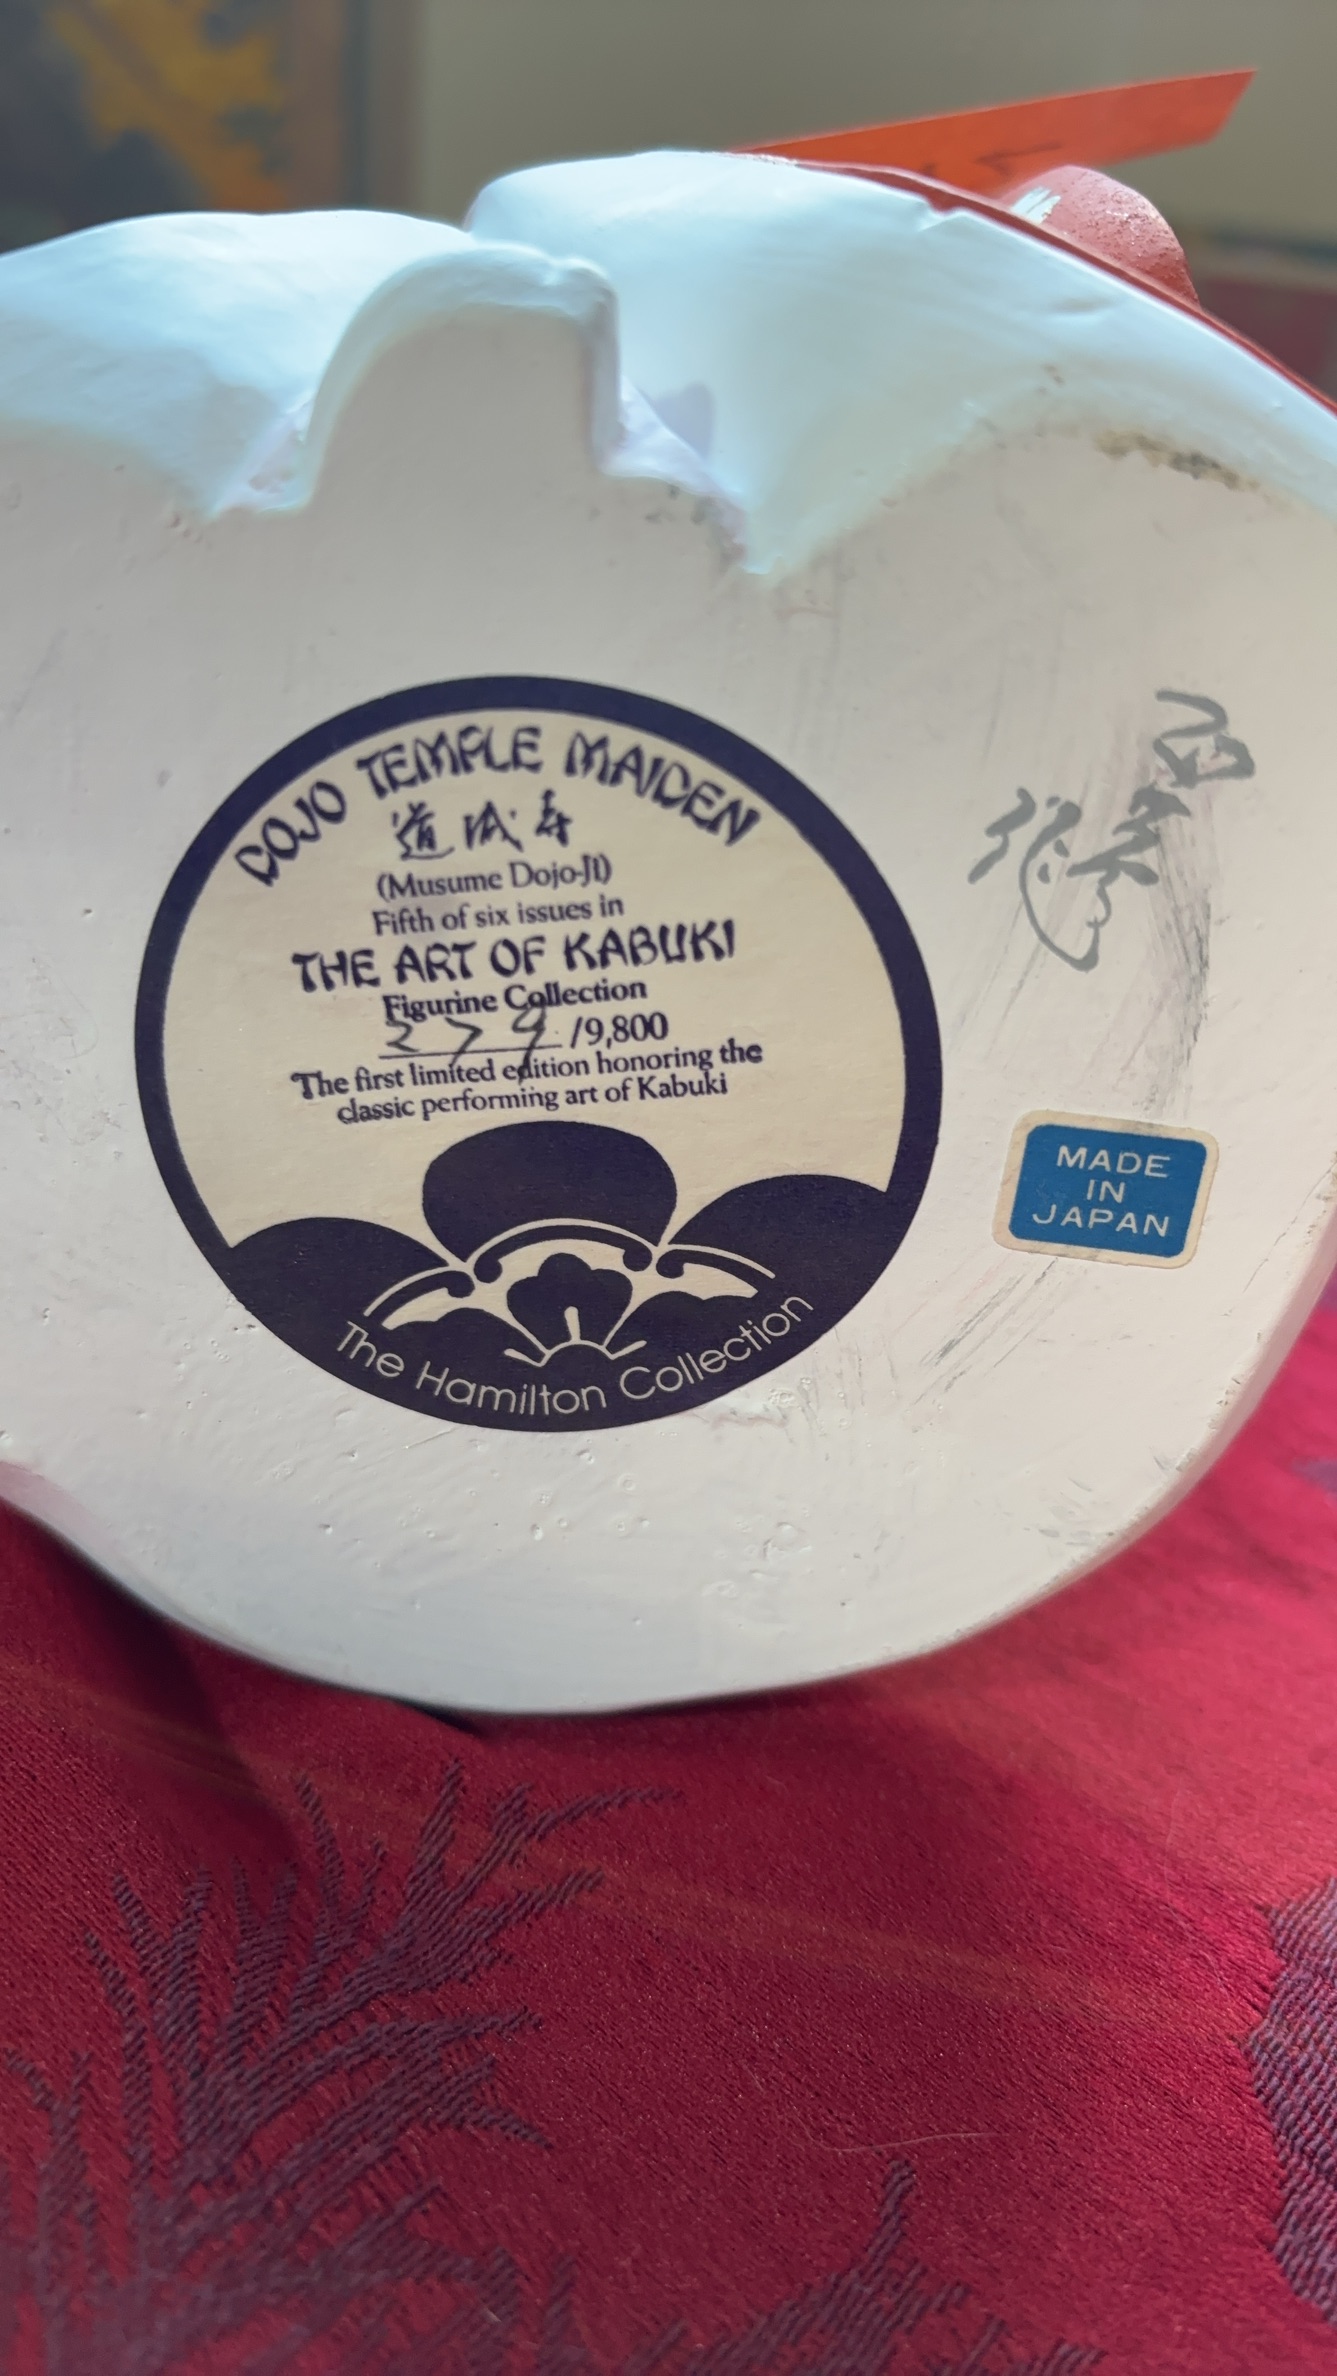 DOJO TEMPLE MAIDEN
道成寺
(Musume Dojo-Ji)
Fifth of six issues in
THE ART OF KABUKI
Figurine Collection
279 /9,800
The first limited edition honoring the
classic performing art of Kabuki
The Hamilton Collection
MADE
IN
JAPAN